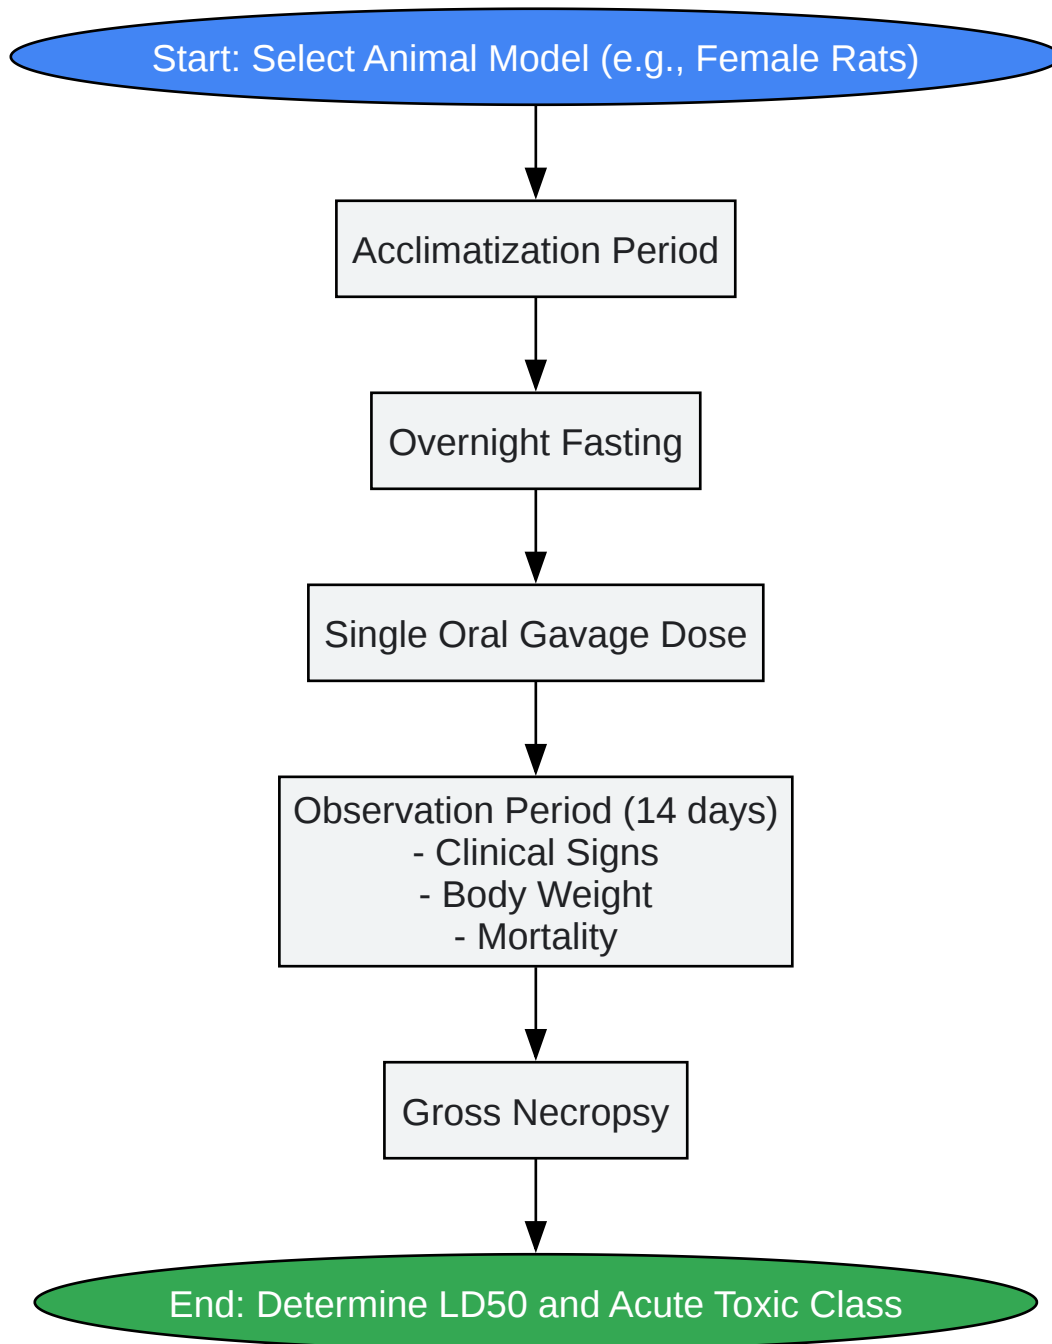 Start: Select Animal Model (e.g., Female Rats)
Acclimatization Period
Overnight Fasting
Single Oral Gavage Dose
Observation Period (14 days)
- Clinical Signs
- Body Weight
- Mortality
Gross Necropsy
End: Determine LD50 and Acute Toxic Class